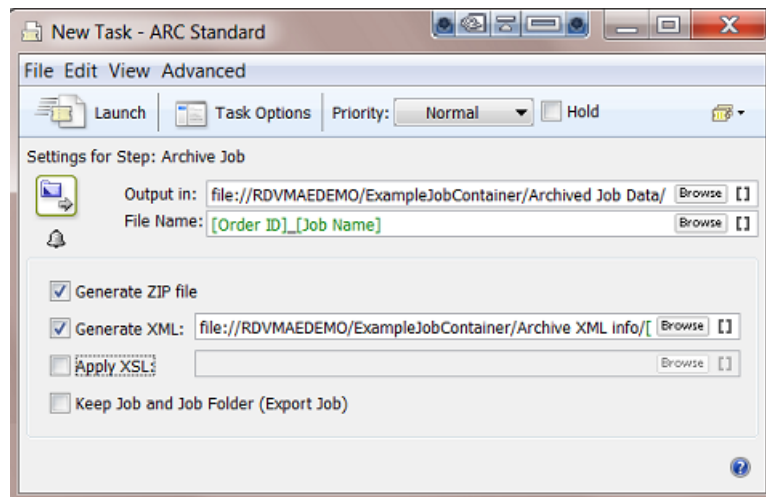 New Task - ARC Standard
File Edit View Advanced
Launch Task Options Priority: Normal Hold
Settings for Step: Archive Job
Output in: file://RDVMAEDEMO/ExampleJobContainer/Archived Job Data/ Browse []
File Name: [Order ID]_[Job Name] Browse []
Generate ZIP file
Generate XML: file://RDVMAEDEMO/ExampleJobContainer/Archive XML info/[ Browse []
Apply XSL: Browse []
Keep Job and Job Folder (Export Job)